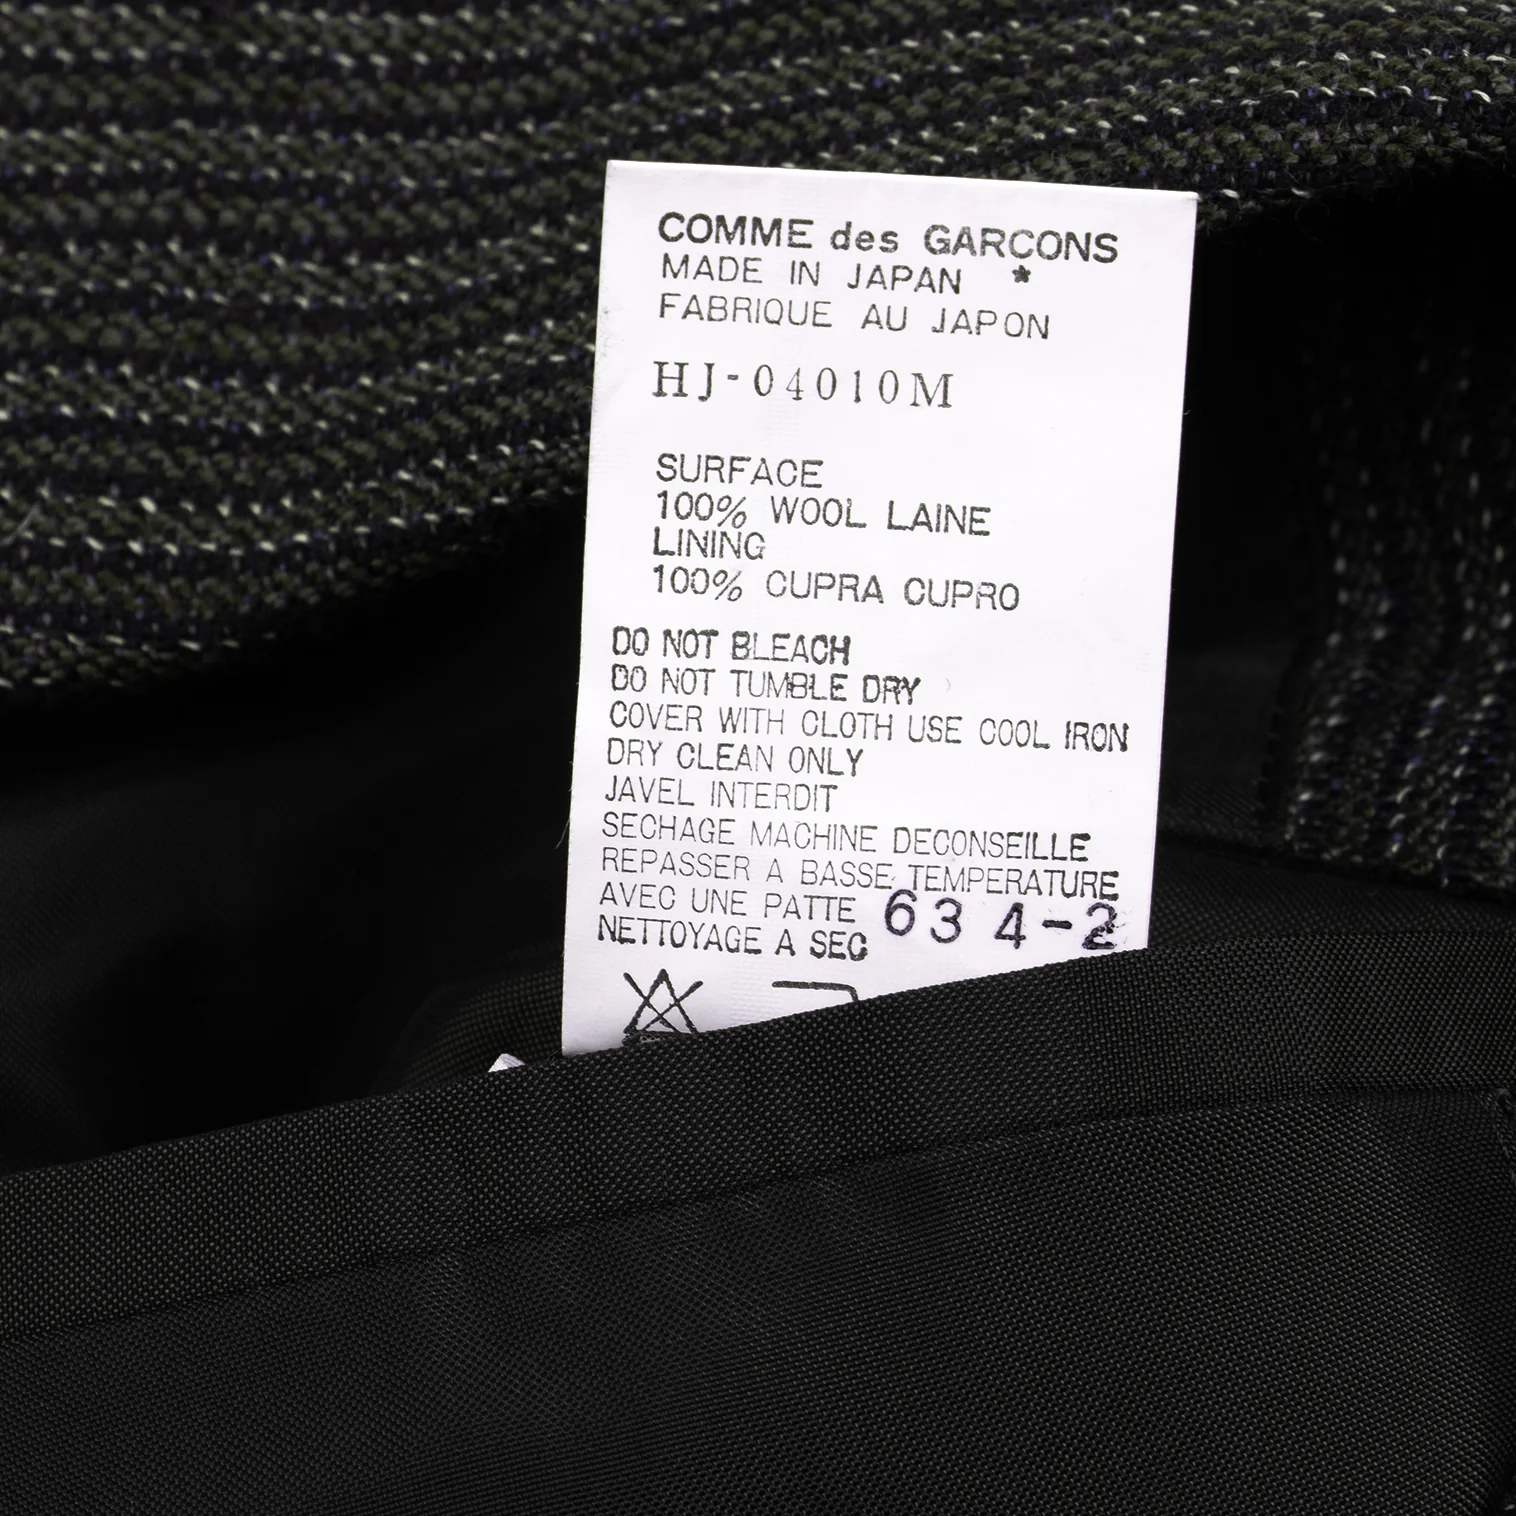 COMME des GARCONS
MADE IN JAPAN *
FABRIQUE AU JAPON
HJ-04010M
SURFACE
100% WOOL LAINE
LINING
100% CUPRA CUPRO
DO NOT BLEACH
DO NOT TUMBLE DRY
COVER WITH CLOTH USE COOL IRON
DRY CLEAN ONLY
JAVEL INTERDIT
SECHAGE MACHINE DECONSEILLE
REPASSER A BASSE TEMPERATURE
AVEC UNE PATTE
NETTOYAGE A SEC
63 4-2